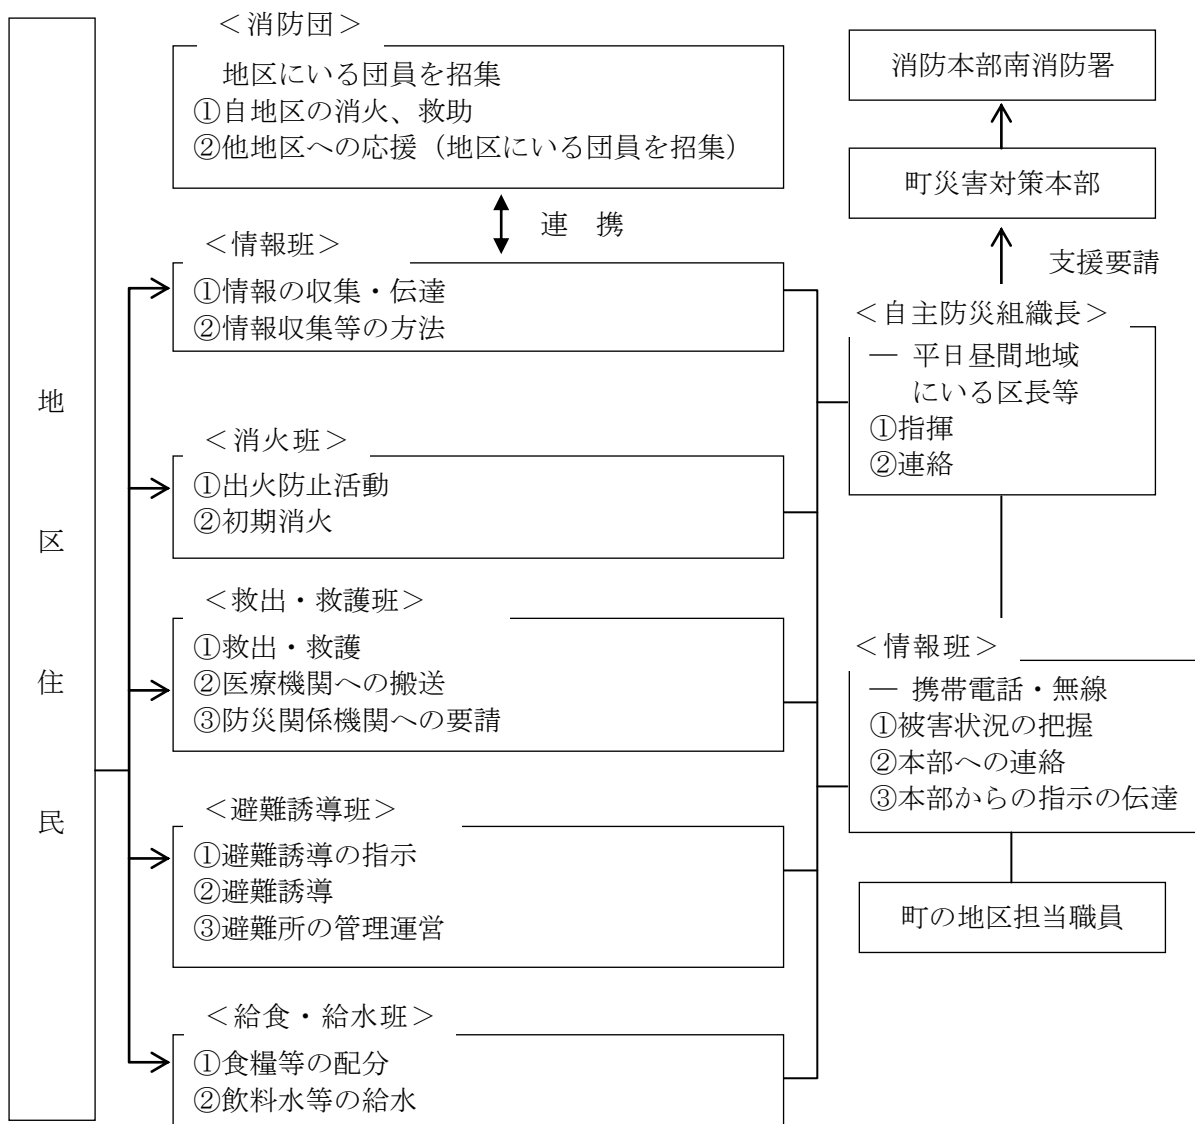 地区住民
＜消防団＞
地区にいる団員を招集
①自地区の消火、救助
②他地区への応援（地区にいる団員を招集）
連　携
＜情報班＞
①情報の収集・伝達
②情報収集等の方法
＜消火班＞
①出火防止活動
②初期消火
＜救出・救護班＞
①救出・救護
②医療機関への搬送
③防災関係機関への要請
＜避難誘導班＞
①避難誘導の指示
②避難誘導
③避難所の管理運営
＜給食・給水班＞
①食糧等の配分
②飲料水等の給水
消防本部南消防署
町災害対策本部
支援要請
＜自主防災組織長＞
― 平日昼間地域
にいる区長等
①指揮
②連絡
＜情報班＞
― 携帯電話・無線
①被害状況の把握
②本部への連絡
③本部からの指示の伝達
町の地区担当職員